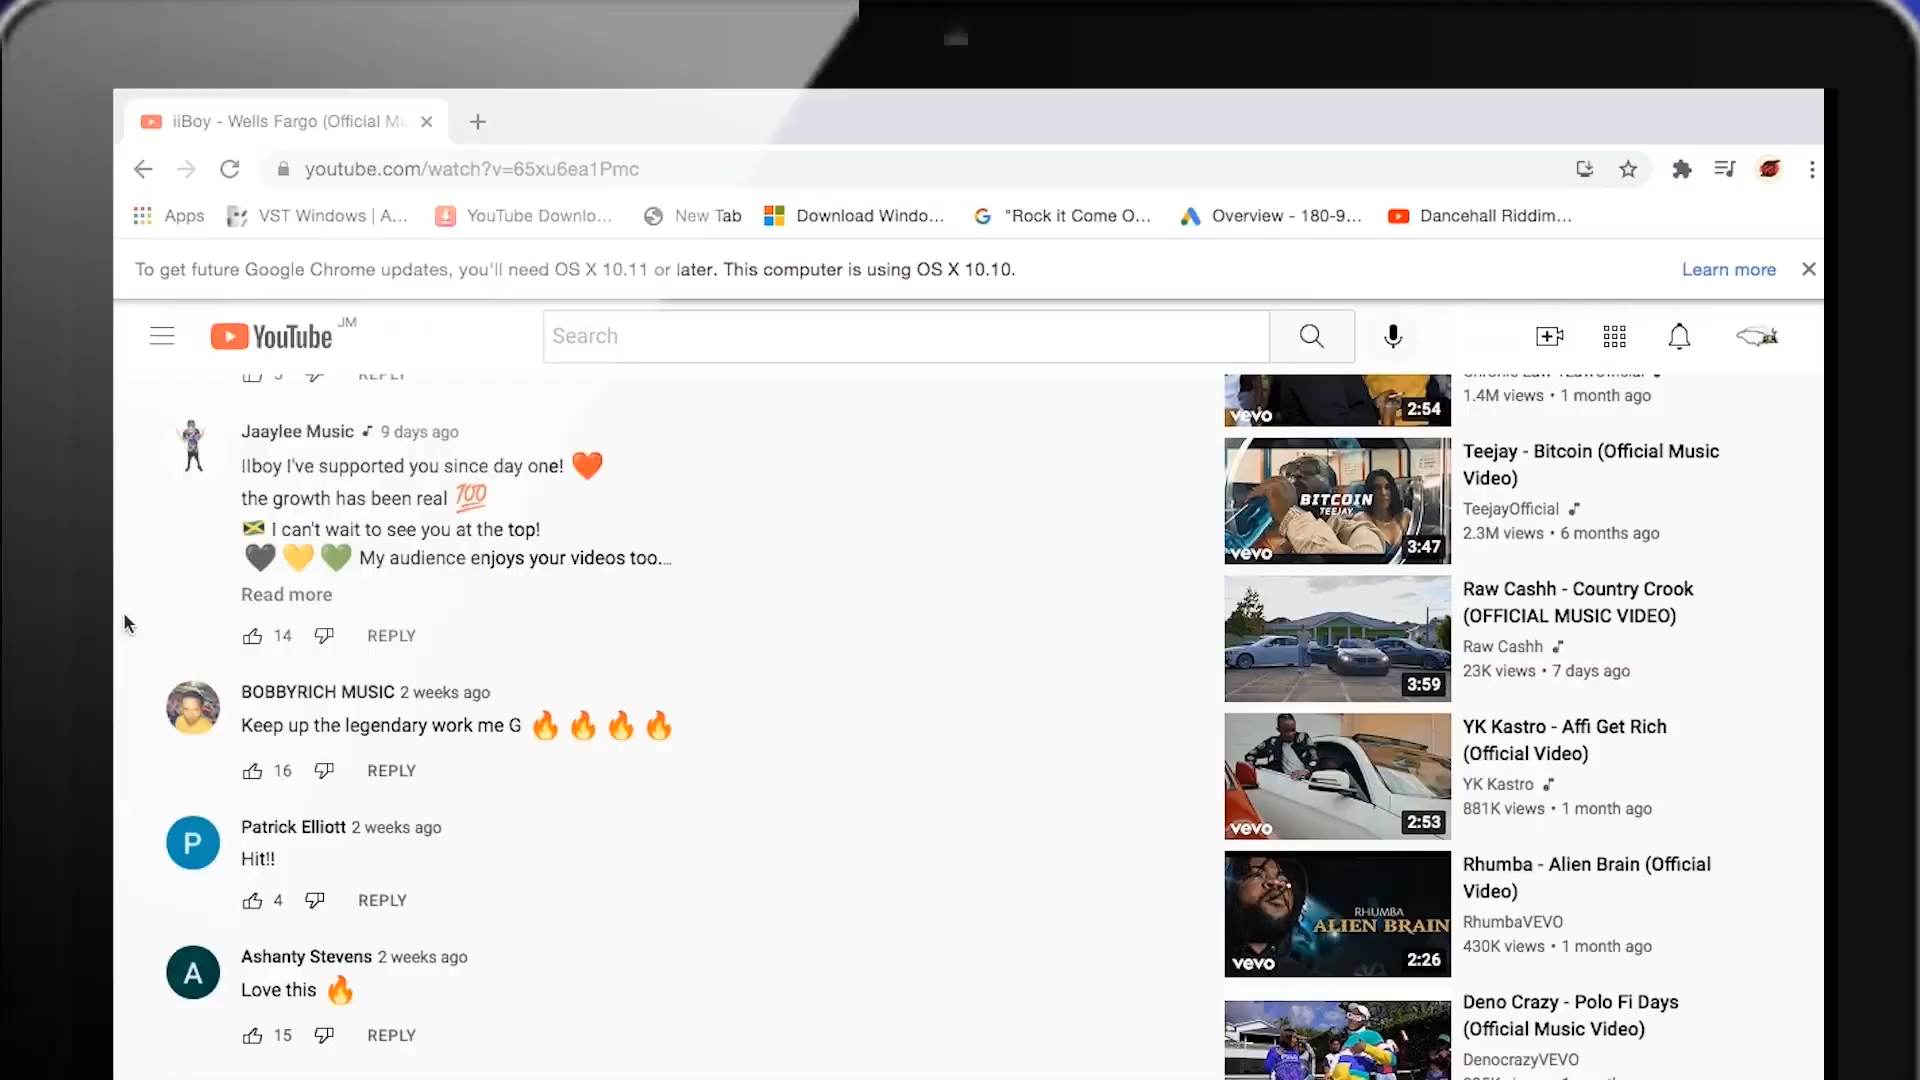 iiBoy - Wells Fargo (Official Mu
youtube.com/watch?v=65xu6ea1Pmc
Apps
VST Windows | A...
YouTube Downlo...
New Tab
Download Windo...
"Rock it Come O...
Overview - 180-9...
Dancehall Riddim...
To get future Google Chrome updates, you'll need OS X 10.11 or later. This computer is using OS X 10.10.
Learn more
YouTube JM
Search
REPLY
Jaaylee Music 9 days ago
IIboy I've supported you since day one! ❤️
the growth has been real 💯
🇯🇲 I can't wait to see you at the top!
🖤 💛 💚 My audience enjoys your videos too...
Read more
14 REPLY
BOBBYRICH MUSIC 2 weeks ago
Keep up the legendary work me G 🔥 🔥 🔥 🔥
16 REPLY
P
Patrick Elliott 2 weeks ago
Hit!!
4 REPLY
A
Ashanty Stevens 2 weeks ago
Love this 🔥
15 REPLY
vevo
2:54
1.4M views • 1 month ago
BITCOIN
TEEJAY
vevo
3:47
Teejay - Bitcoin (Official Music
Video)
TeejayOfficial
2.3M views • 6 months ago
3:59
Raw Cashh - Country Crook
(OFFICIAL MUSIC VIDEO)
Raw Cashh
23K views • 7 days ago
vevo
2:53
YK Kastro - Affi Get Rich
(Official Video)
YK Kastro
881K views • 1 month ago
RHUMBA
ALIEN BRAIN
vevo
2:26
Rhumba - Alien Brain (Official
Video)
RhumbaVEVO
430K views • 1 month ago
Deno Crazy - Polo Fi Days
(Official Music Video)
DenocrazyVEVO